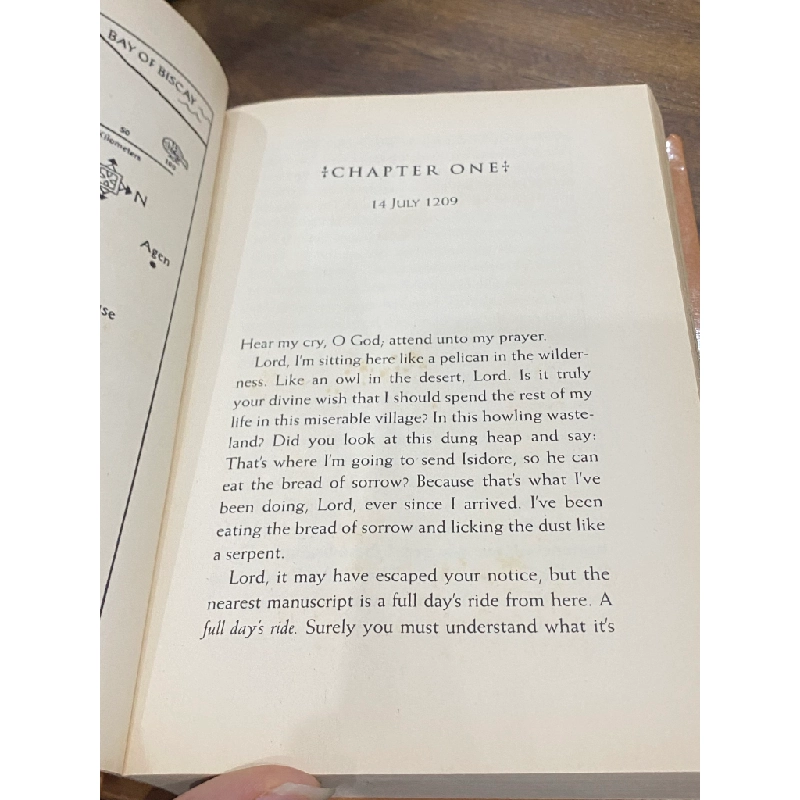 BAY OF BISCAY
50
Kilometers
100
N
Agen
se
‡CHAPTER ONE‡
14 JULY 1209
Hear my cry, O God; attend unto my prayer.
Lord, I'm sitting here like a pelican in the wilder-
ness. Like an owl in the desert, Lord. Is it truly
your divine wish that I should spend the rest of my
life in this miserable village? In this howling waste-
land? Did you look at this dung heap and say:
That's where I'm going to send Isidore, so he can
eat the bread of sorrow? Because that's what I've
been doing, Lord, ever since I arrived. I've been
eating the bread of sorrow and licking the dust like
a serpent.
Lord, it may have escaped your notice, but the
nearest manuscript is a full day's ride from here. A
full day's ride. Surely you must understand what it's